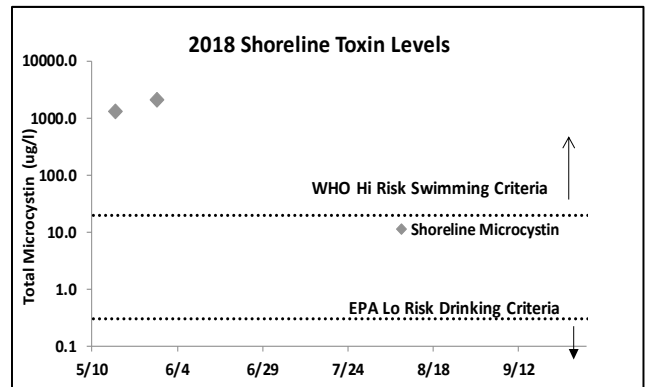 2018 Shoreline Toxin Levels
Total Microcystin (ug/l)
10000.0
1000.0
100.0
WHO Hi Risk Swimming Criteria
10.0
Shoreline Microcystin
1.0
EPA Lo Risk Drinking Criteria
0.1
5/10 6/4 6/29 7/24 8/18 9/12